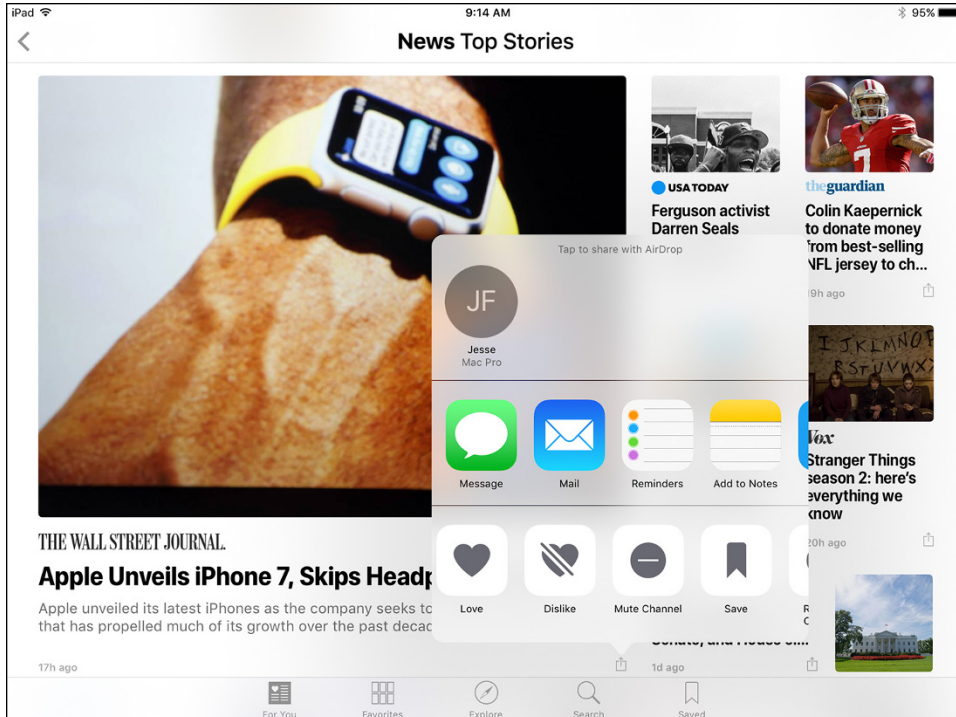 iPad
9:14 AM
95%
News Top Stories
USA TODAY
Ferguson activist
Darren Seals
theguardian
Colin Kaepernick
to donate money
from best-selling
NFL jersey to ch...
19h ago
Tap to share with AirDrop
JF
Jesse
Mac Pro
Message
Mail
Reminders
Add to Notes
I J K L M N O P
R S T U V W X
Vox
Stranger Things
season 2: here's
everything we
know
20h ago
THE WALL STREET JOURNAL.
Apple Unveils iPhone 7, Skips
Apple unveiled its latest iPhones as the company seeks to
that has propelled much of its growth over the past
17h ago
Love
Dislike
Mute Channel
Save
Senate, and House
1d ago
For You
Favorites
Explore
Search
Saved